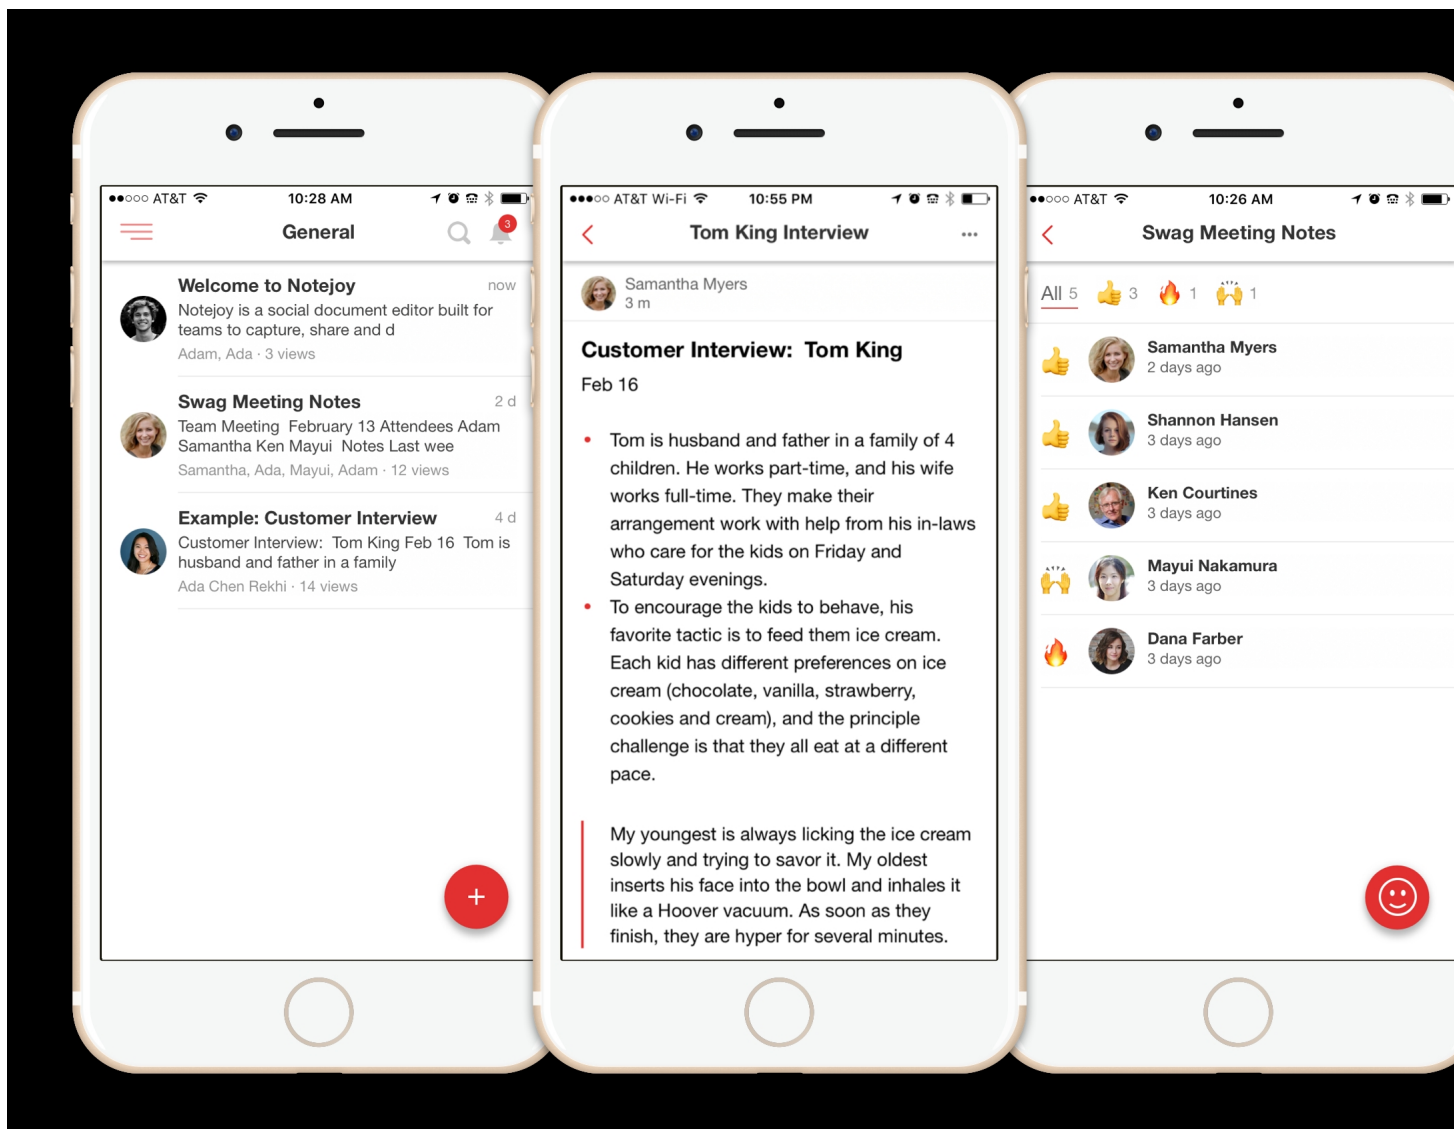 AT&T
10:28 AM
General
3
Welcome to Notejoy
now
Notejoy is a social document editor built for
teams to capture, share and d
Adam, Ada · 3 views
Swag Meeting Notes
2 d
Team Meeting  February 13 Attendees Adam
Samantha Ken Mayui  Notes Last wee
Samantha, Ada, Mayui, Adam · 12 views
Example: Customer Interview
4 d
Customer Interview:  Tom King Feb 16  Tom is
husband and father in a family
Ada Chen Rekhi · 14 views
+
AT&T Wi-Fi
10:55 PM
Tom King Interview
Samantha Myers
3 m
Customer Interview:  Tom King
Feb 16
• Tom is husband and father in a family of 4
children. He works part-time, and his wife
works full-time. They make their
arrangement work with help from his in-laws
who care for the kids on Friday and
Saturday evenings.
• To encourage the kids to behave, his
favorite tactic is to feed them ice cream.
Each kid has different preferences on ice
cream (chocolate, vanilla, strawberry,
cookies and cream), and the principle
challenge is that they all eat at a different
pace.
My youngest is always licking the ice cream
slowly and trying to savor it. My oldest
inserts his face into the bowl and inhales it
like a Hoover vacuum. As soon as they
finish, they are hyper for several minutes.
AT&T
10:26 AM
Swag Meeting Notes
All 5 👍 3 🔥 1 🙌 1
Samantha Myers
2 days ago
Shannon Hansen
3 days ago
Ken Courtines
3 days ago
Mayui Nakamura
3 days ago
Dana Farber
3 days ago